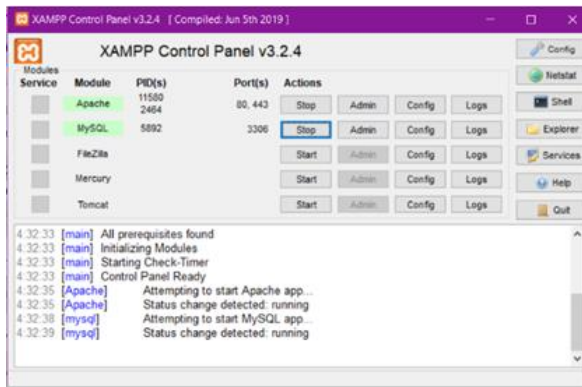 XAMPP Control Panel v3.2.4 [ Compiled: Jun 5th 2019 ]
XAMPP Control Panel v3.2.4
Config
Netstat
Shell
Explorer
Services
Help
Quit
Modules
Service Module PID(s) Port(s) Actions
Apache 11580 2464 80, 443 Stop Admin Config Logs
MySQL 5892 3306 Stop Admin Config Logs
FileZilla Start Admin Config Logs
Mercury Start Admin Config Logs
Tomcat Start Admin Config Logs
4:32:33 [main] All prerequisites found
4:32:33 [main] Initializing Modules
4:32:33 [main] Starting Check-Timer
4:32:33 [main] Control Panel Ready
4:32:35 [Apache] Attempting to start Apache app...
4:32:35 [Apache] Status change detected: running
4:32:38 [mysql] Attempting to start MySQL app...
4:32:39 [mysql] Status change detected: running